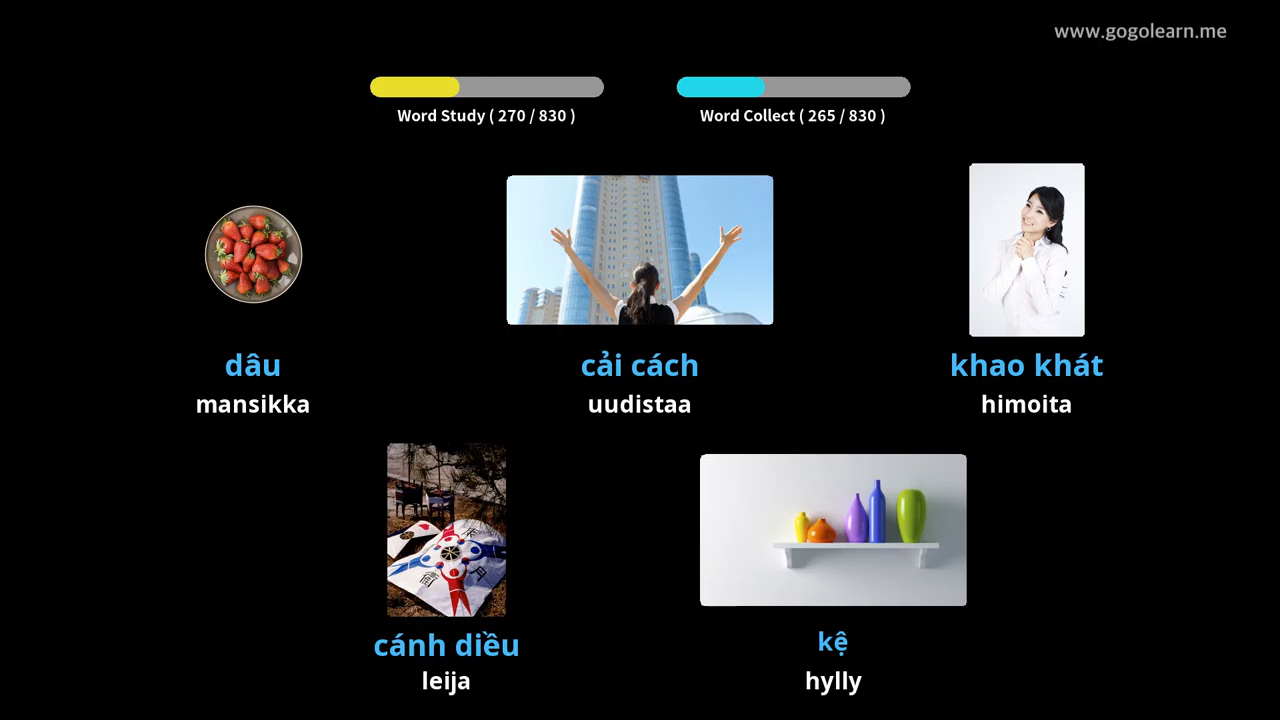 www.gogolearn.me
Word Study ( 270 / 830 )
Word Collect ( 265 / 830 )
dâu
cải cách
khao khát
mansikka
uudistaa
himoita
cánh diều
kệ
leija
hylly